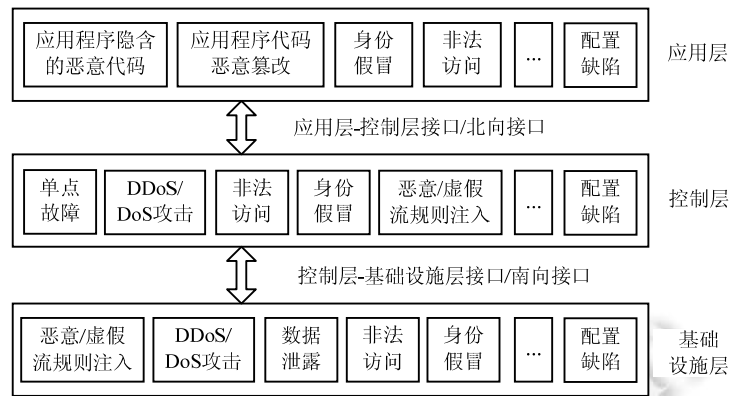 应用程序隐含
的恶意代码
应用程序代码
恶意篡改
身份
假冒
非法
访问
...
配置
缺陷
应用层
应用层-控制层接口/北向接口
单点
故障
DDoS/
DoS攻击
非法
访问
身份
假冒
恶意/虚假
流规则注入
...
配置
缺陷
控制层
控制层-基础设施层接口/南向接口
恶意/虚假
流规则注入
DDoS/
DoS攻击
数据
泄露
非法
访问
身份
假冒
...
配置
缺陷
基础
设施层